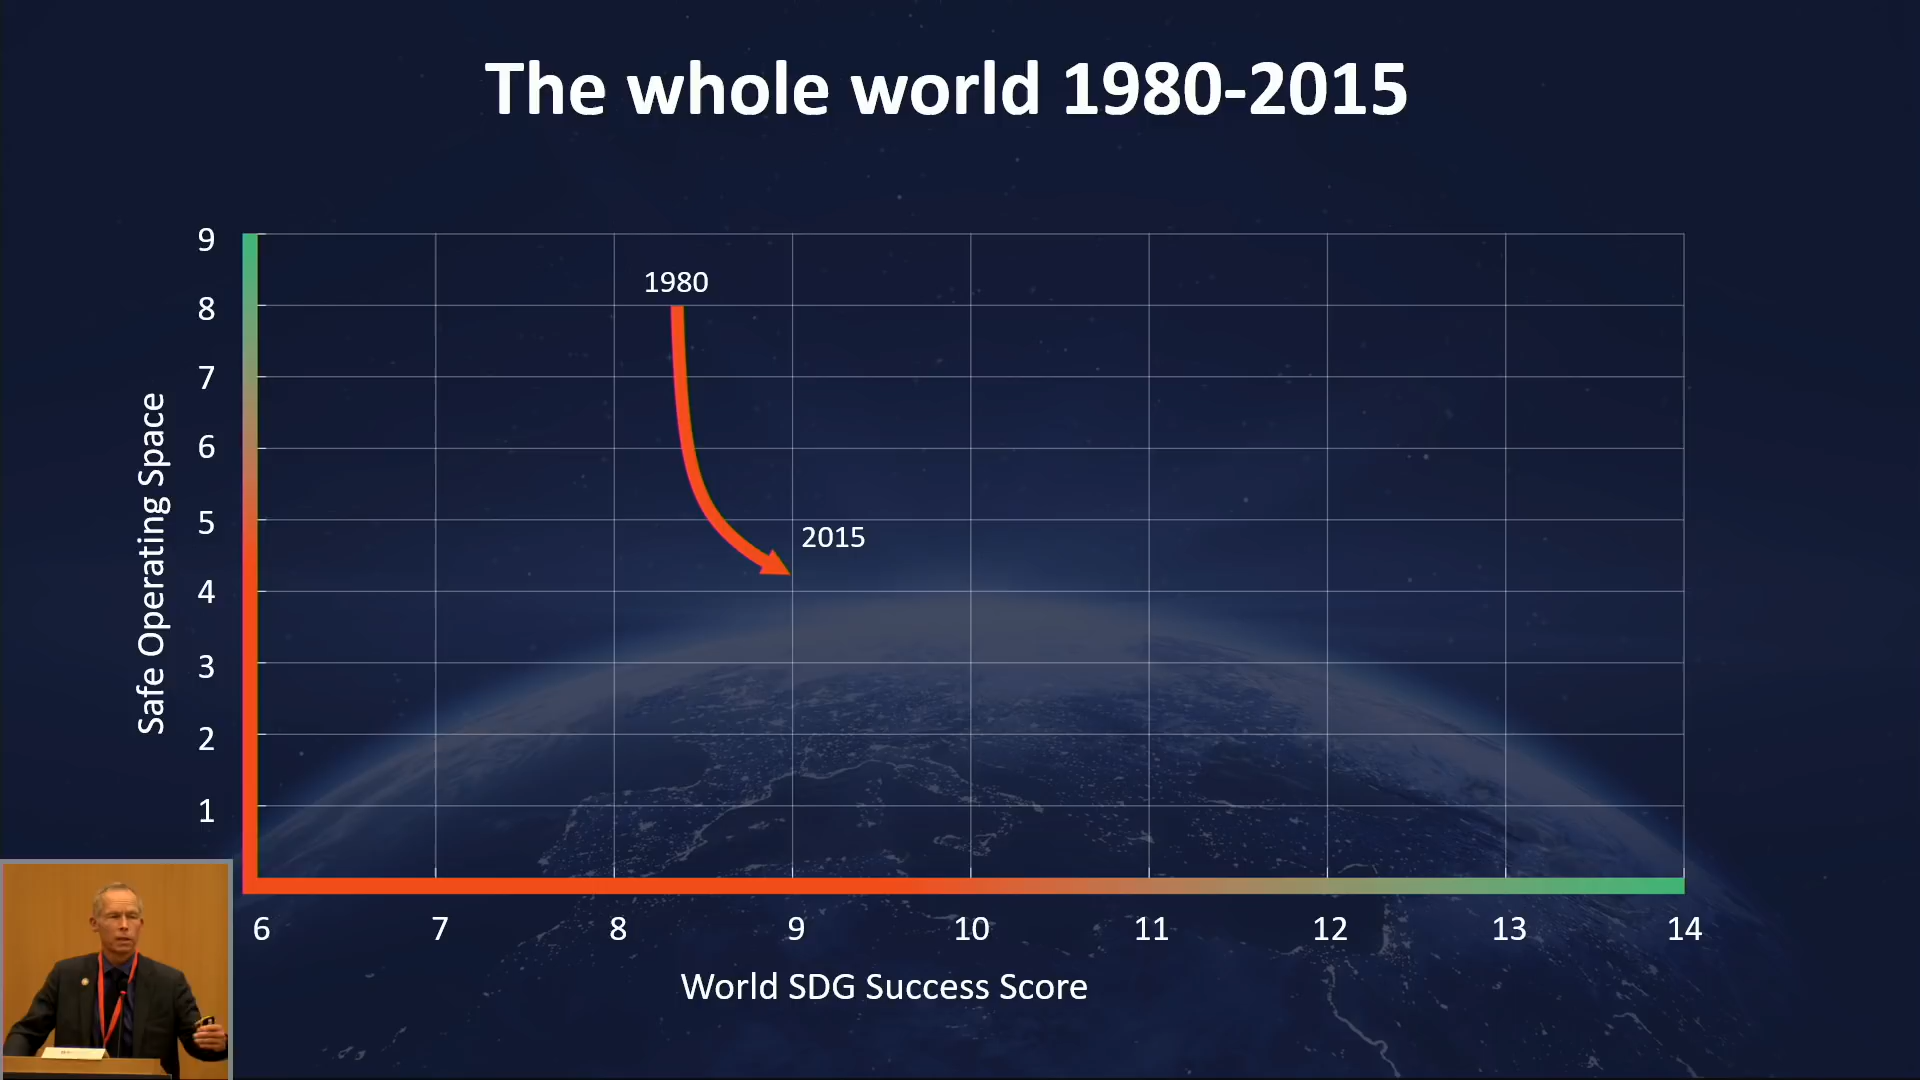 The whole world 1980-2015
9
8
7
6
5
4
3
2
1
Safe Operating Space
1980
2015
6 7 8 9 10 11 12 13 14
World SDG Success Score